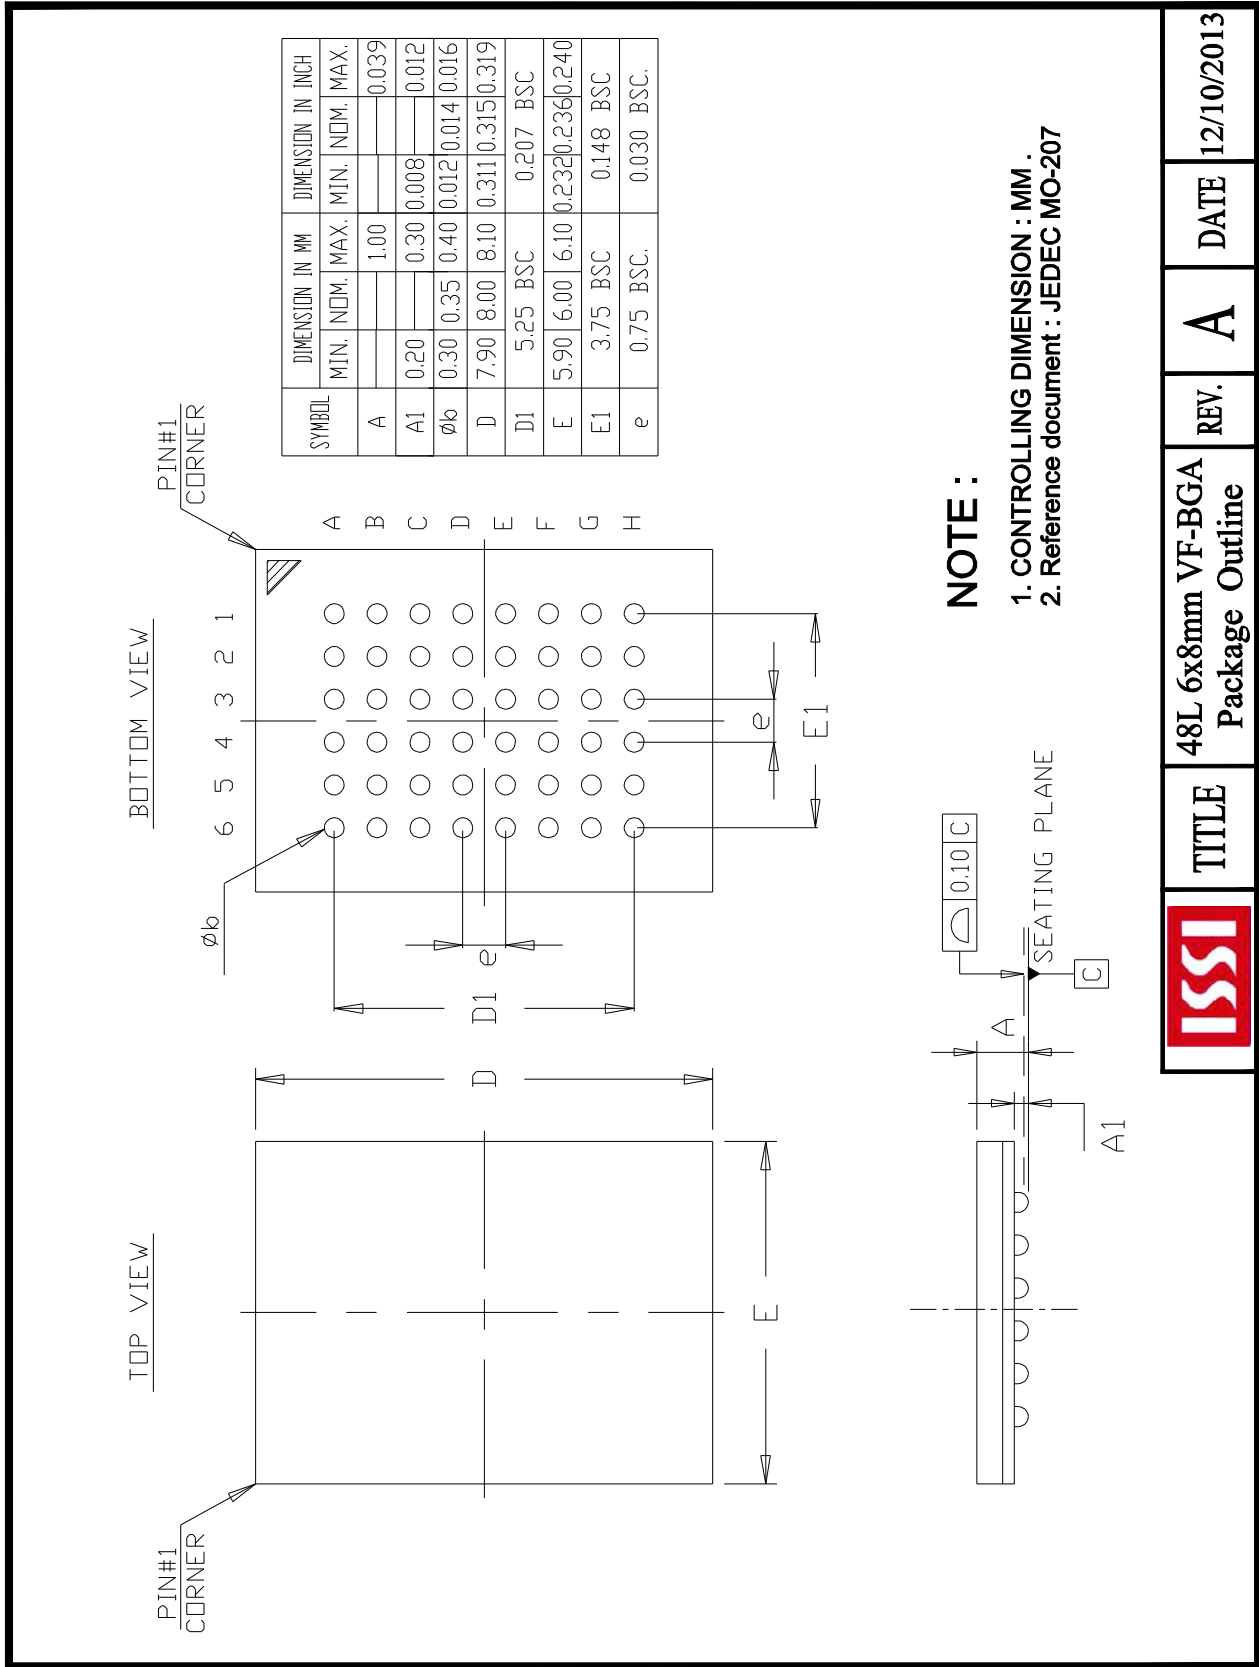 TOP VIEW
BOTTOM VIEW
PIN#1
CORNER
PIN#1
CORNER
Øb
6 5 4 3 2 1
A
B
C
D
E
F
G
H
D
D1
e
E
e
E1
SYMBOL DIMENSION IN MM DIMENSION IN INCH
MIN. NOM. MAX. MIN. NOM. MAX.
A 1.00 0.039
A1 0.20 0.30 0.008 0.012
Øb 0.30 0.35 0.40 0.012 0.014 0.016
D 7.90 8.00 8.10 0.311 0.315 0.319
D1 5.25 BSC 0.207 BSC
E 5.90 6.00 6.10 0.232 0.236 0.240
E1 3.75 BSC 0.148 BSC
e 0.75 BSC. 0.030 BSC.
A
A1
0.10 C
SEATING PLANE
C
NOTE :
1. CONTROLLING DIMENSION : MM .
2. Reference document : JEDEC MO-207
ISSI
TITLE
48L 6x8mm VF-BGA
Package Outline
REV.
A
DATE
12/10/2013